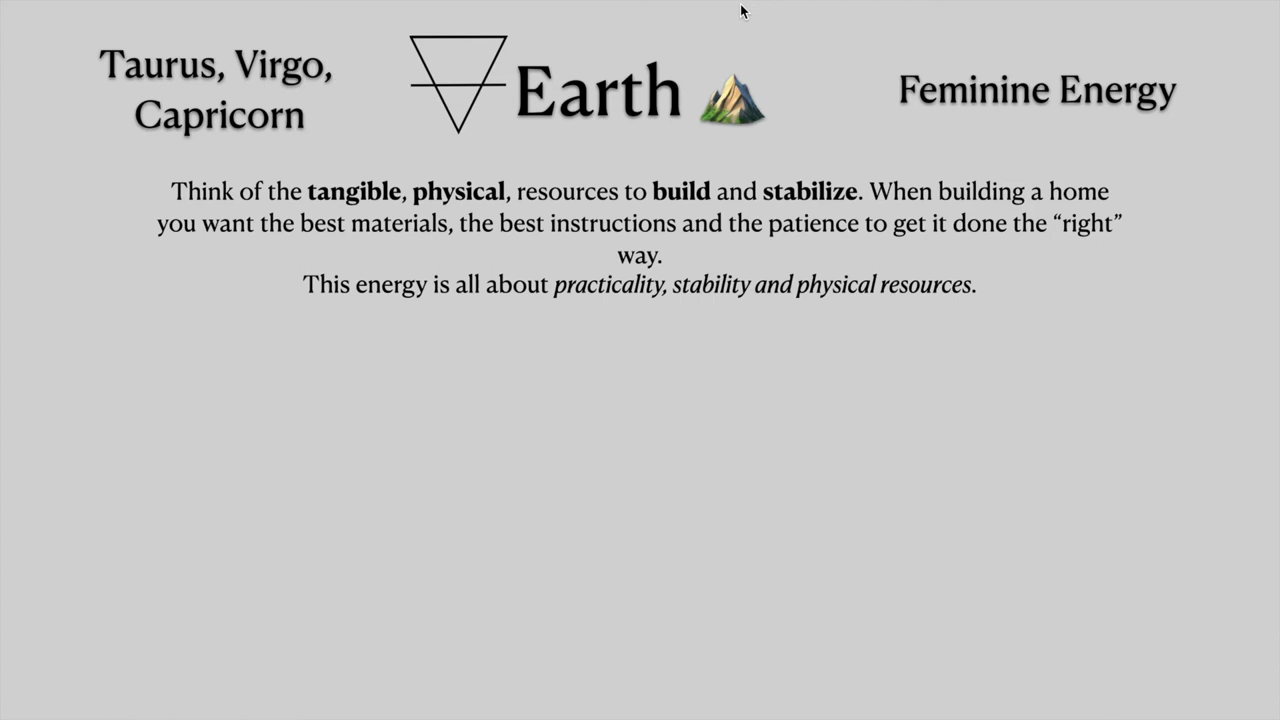 Taurus, Virgo,
Capricorn
Earth
Feminine Energy
Think of the tangible, physical, resources to build and stabilize. When building a home
you want the best materials, the best instructions and the patience to get it done the “right”
way.
This energy is all about practicality, stability and physical resources.